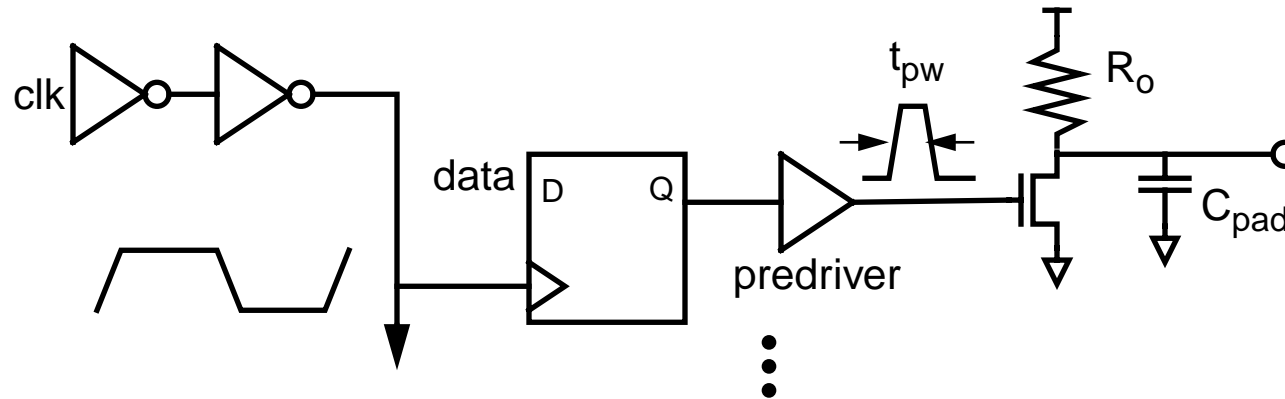 clk
data
D
Q
predriver
t_pw
R_o
C_pad